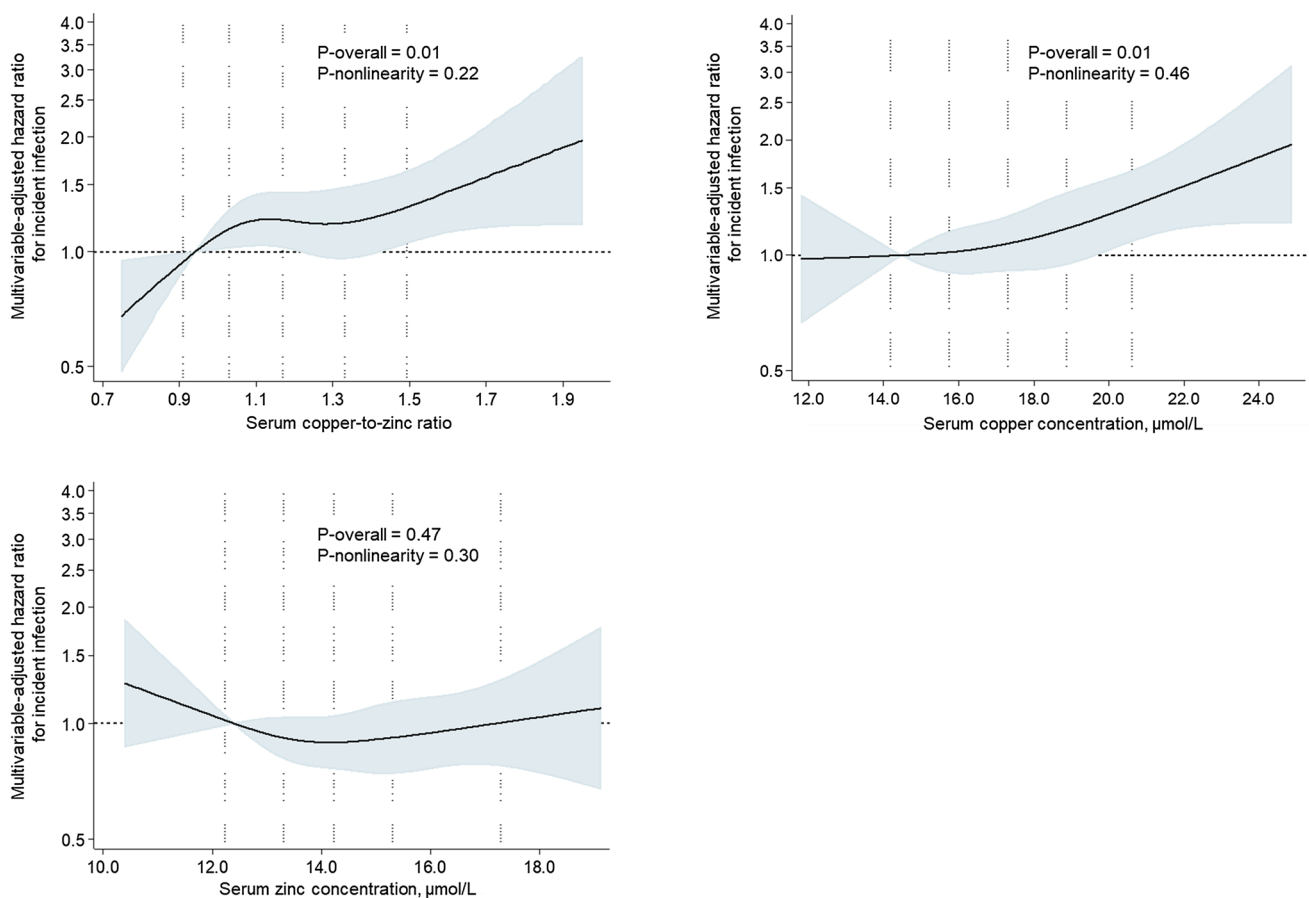 Multivariable-adjusted hazard ratio
for incident infection
4.0
3.5
3.0
2.5
2.0
1.5
1.0
0.5
P-overall = 0.01
P-nonlinearity = 0.22
0.7 0.9 1.1 1.3 1.5 1.7 1.9
Serum copper-to-zinc ratio
Multivariable-adjusted hazard ratio
for incident infection
4.0
3.5
3.0
2.5
2.0
1.5
1.0
0.5
P-overall = 0.01
P-nonlinearity = 0.46
12.0 14.0 16.0 18.0 20.0 22.0 24.0
Serum copper concentration, µmol/L
Multivariable-adjusted hazard ratio
for incident infection
4.0
3.5
3.0
2.5
2.0
1.5
1.0
0.5
P-overall = 0.47
P-nonlinearity = 0.30
10.0 12.0 14.0 16.0 18.0
Serum zinc concentration, µmol/L